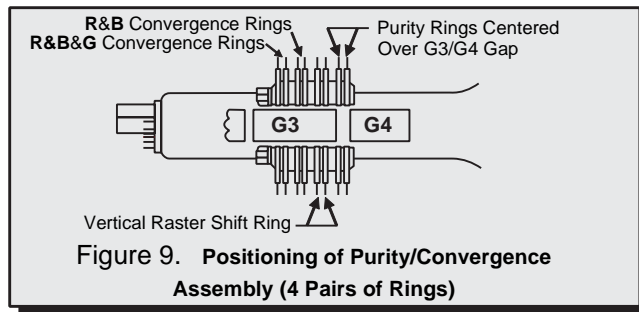 R&B Convergence Rings
R&B&G Convergence Rings
Purity Rings Centered
Over G3/G4 Gap
G3
G4
Vertical Raster Shift Ring
Figure 9. Positioning of Purity/Convergence
Assembly (4 Pairs of Rings)